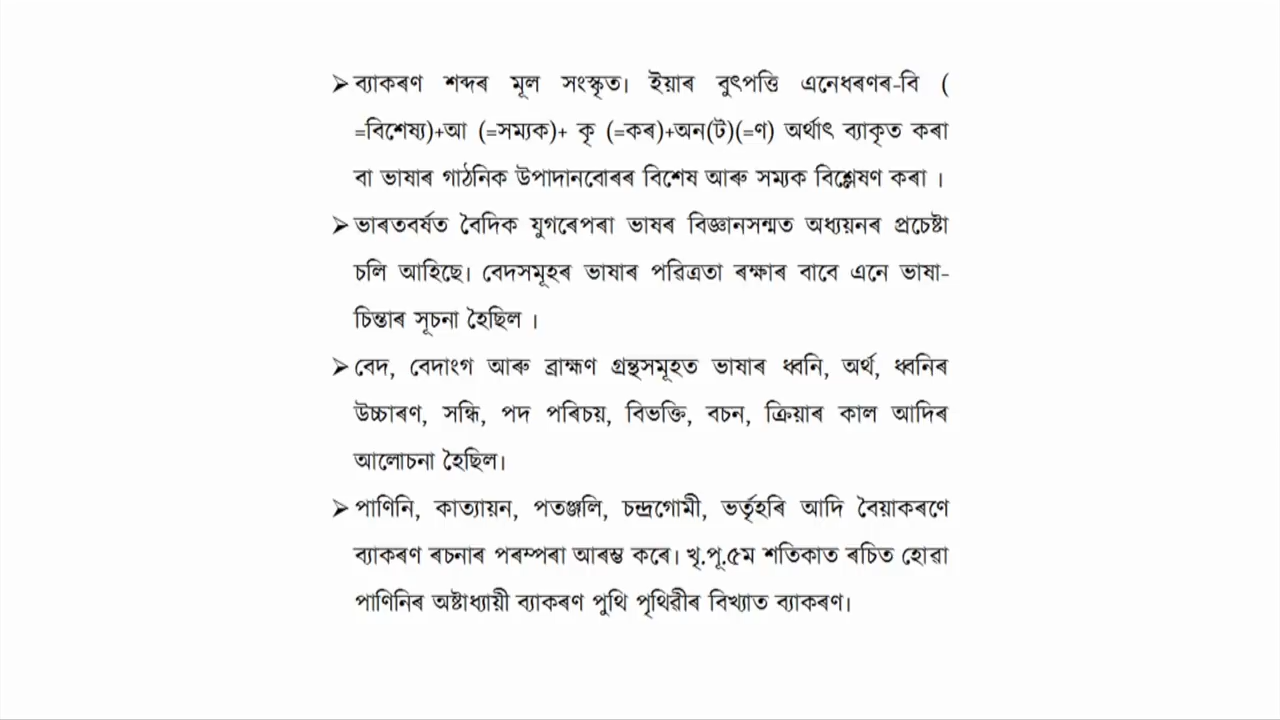 ➢ ব্যাকৰণ শব্দৰ মূল সংস্কৃত। ইয়াৰ বুৎপত্তি এনেধৰণৰ-বি (
=বিশেষ্য)+আ (=সম্যক)+ কৃ (=কৰ)+অন(ট)(=ণ) অৰ্থাৎ ব্যাকৃত কৰা
বা ভাষাৰ গাঠনিক উপাদানবোৰৰ বিশেষ আৰু সম্যক বিশ্লেষণ কৰা ।
➢ ভাৰতবৰ্ষত বৈদিক যুগৰেপৰা ভাষৰ বিজ্ঞানসন্মত অধ্যয়নৰ প্ৰচেষ্টা
চলি আহিছে। বেদসমূহৰ ভাষাৰ পৱিত্ৰতা ৰক্ষাৰ বাবে এনে ভাষা-
চিন্তাৰ সূচনা হৈছিল ।
➢ বেদ, বেদাংগ আৰু ব্ৰাহ্মণ গ্ৰন্থসমূহত ভাষাৰ ধ্বনি, অৰ্থ, ধ্বনিৰ
উচ্চাৰণ, সন্ধি, পদ পৰিচয়, বিভক্তি, বচন, ক্ৰিয়াৰ কাল আদিৰ
আলোচনা হৈছিল।
➢ পাণিনি, কাত্যায়ন, পতঞ্জলি, চন্দ্ৰগোমী, ভৰ্তৃহৰি আদি বৈয়াকৰণে
ব্যাকৰণ ৰচনাৰ পৰম্পৰা আৰম্ভ কৰে। খৃ.পূ.৫ম শতিকাত ৰচিত হোৱা
পাণিনিৰ অষ্টাধ্যায়ী ব্যাকৰণ পুথি পৃথিৱীৰ বিখ্যাত ব্যাকৰণ।